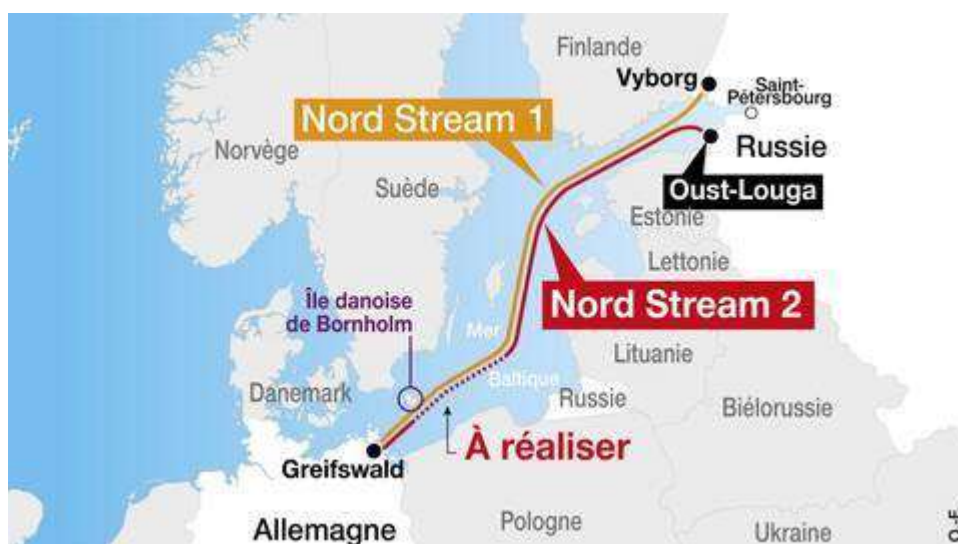 Finlande
Vyborg
Saint-
Pétersbourg
Nord Stream 1
Norvège
Russie
Suède
Oust-Louga
Estonie
Lettonie
Île danoise
de Bornholm
Nord Stream 2
Mer
Lituanie
Baltique
Danemark
Russie
Biélorussie
À réaliser
Greifswald
Allemagne
Pologne
Ukraine
O.-F.